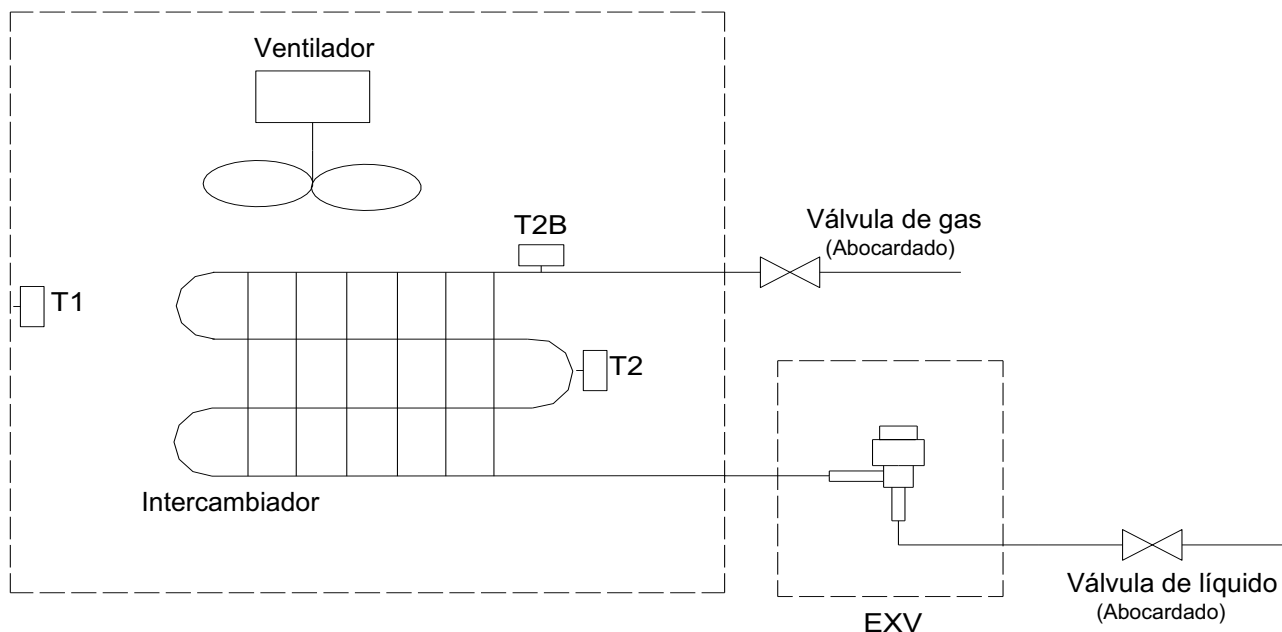 Ventilador
T2B
Válvula de gas
(Abocardado)
T1
T2
Intercambiador
Válvula de líquido
(Abocardado)
EXV